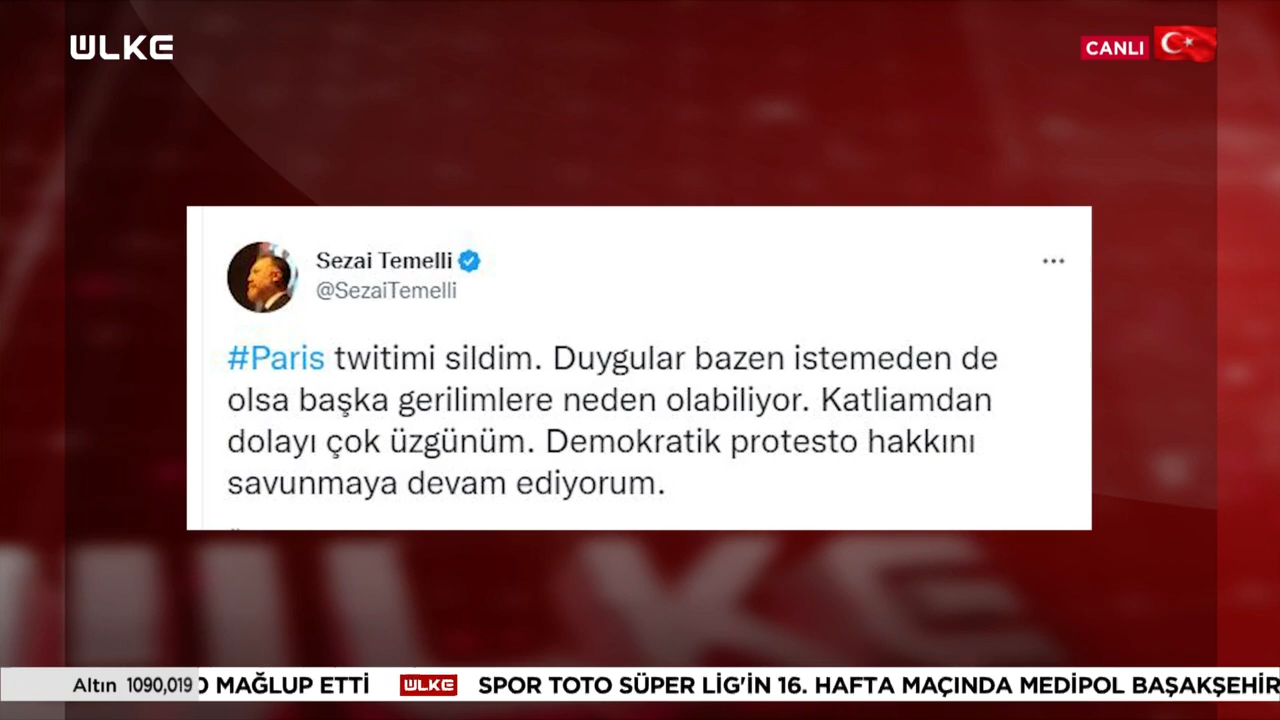 ÜLKE
CANLI
Sezai Temelli
@SezaiTemelli
#Paris twitimi sildim. Duygular bazen istemeden de
olsa başka gerilimlere neden olabiliyor. Katliamdan
dolayı çok üzgünüm. Demokratik protesto hakkını
savunmaya devam ediyorum.
Altın 1090,019 MAĞLUP ETTİ ÜLKE SPOR TOTO SÜPER LİG'İN 16. HAFTA MAÇINDA MEDİPOL BAŞAKŞEHİR